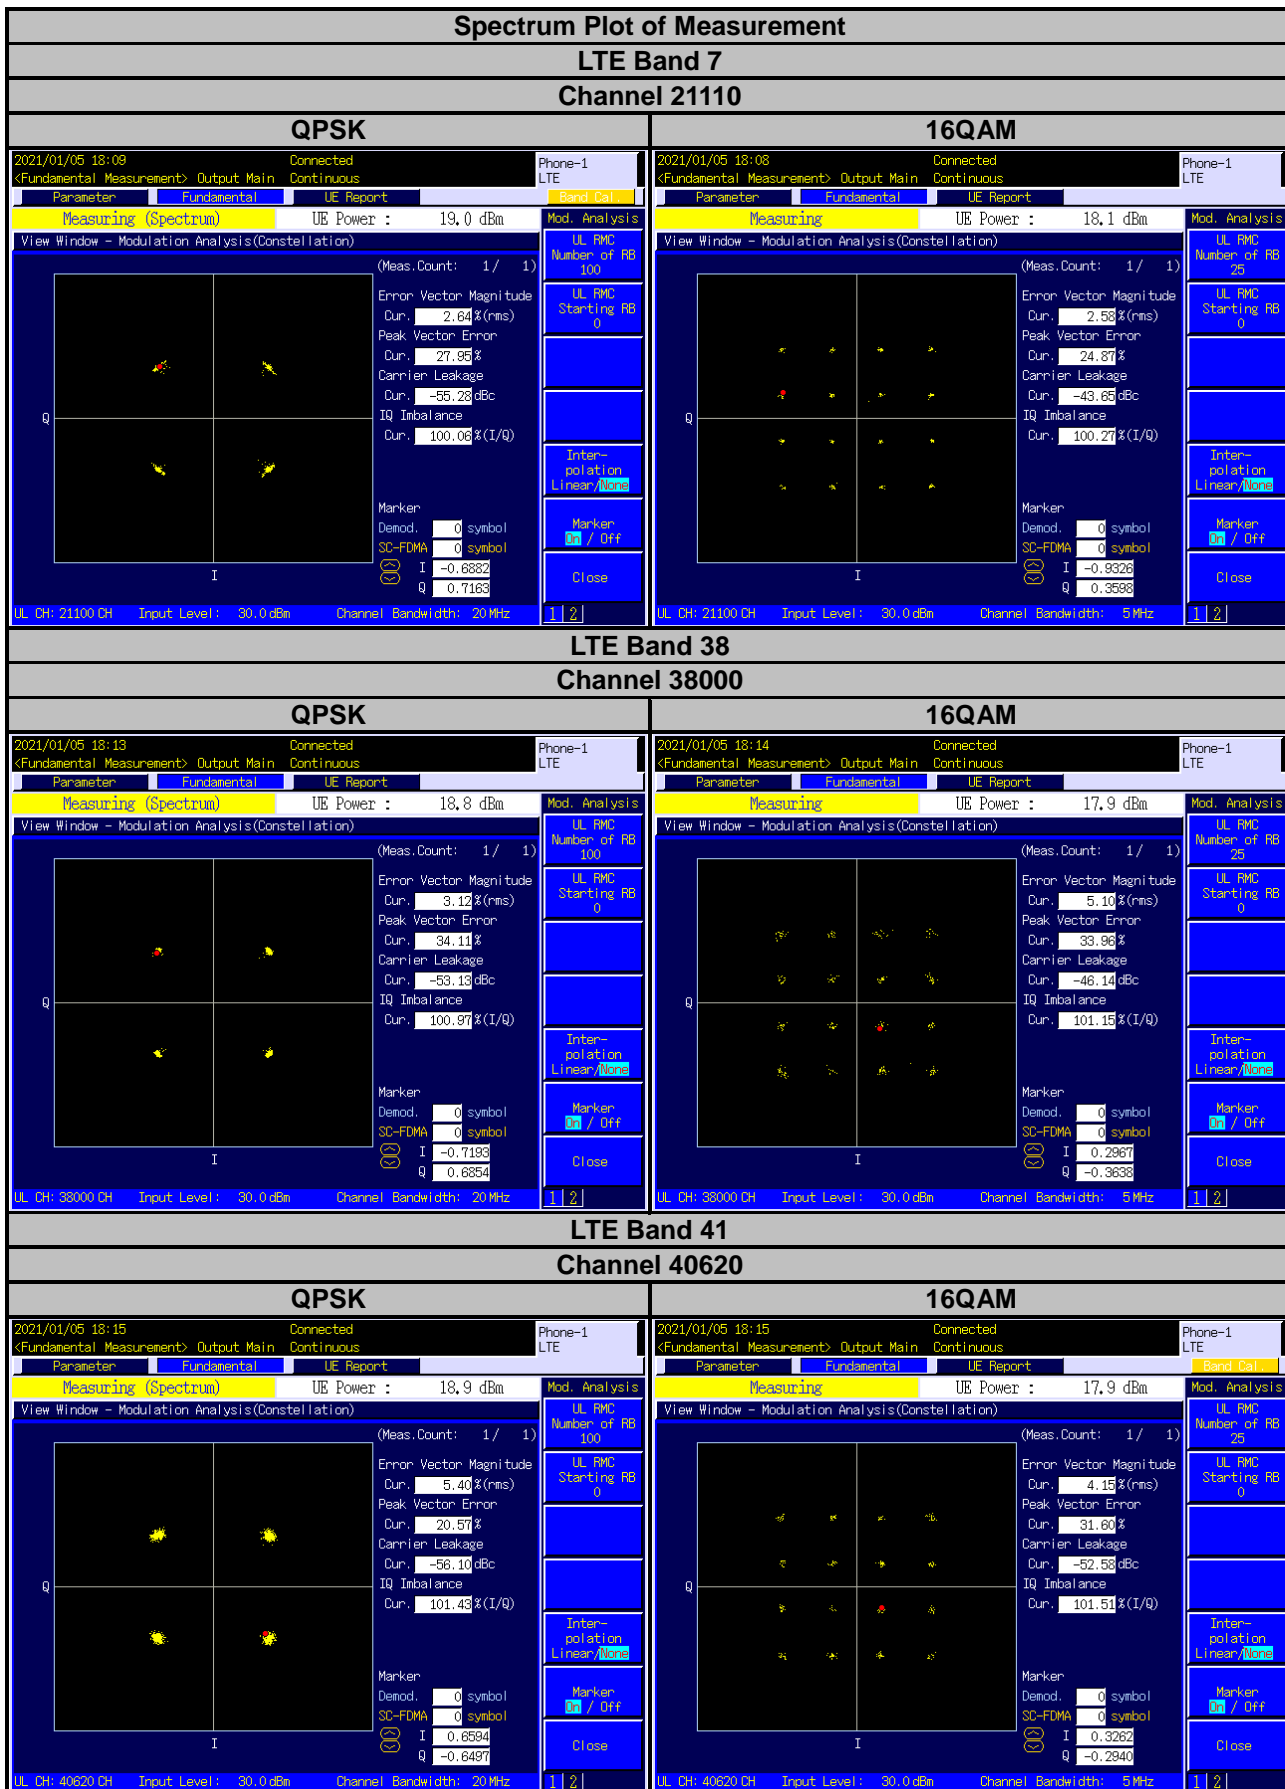 Spectrum Plot of Measurement
LTE Band 7
Channel 21110
QPSK
2021/01/05 18:09 Connected Phone-1
<Fundamental Measurement> Output Main Continuous LTE
Parameter Fundamental UE Report Band Cal.
Measuring (Spectrum) UE Power : 19.0 dBm Mod. Analysis
View Window - Modulation Analysis(Constellation)
(Meas.Count: 1/ 1)
Error Vector Magnitude
Cur. 2.64 %(rms)
Peak Vector Error
Cur. 27.95 %
Carrier Leakage
Cur. -55.28 dBc
IQ Imbalance
Cur. 100.06 %(I/Q)
Marker
Demod. 0 symbol
SC-FDMA 0 symbol
I -0.6882
Q 0.7163
Q
I
UL RMC
Number of RB
100
UL RMC
Starting RB
0
Inter-
polation
Linear/None
Marker
On / Off
Close
UL CH: 21100 CH Input Level: 30.0 dBm Channel Bandwidth: 20 MHz 1 2
16QAM
2021/01/05 18:08 Connected Phone-1
<Fundamental Measurement> Output Main Continuous LTE
Parameter Fundamental UE Report
Measuring UE Power : 18.1 dBm Mod. Analysis
View Window - Modulation Analysis(Constellation)
(Meas.Count: 1/ 1)
Error Vector Magnitude
Cur. 2.58 %(rms)
Peak Vector Error
Cur. 24.87 %
Carrier Leakage
Cur. -43.65 dBc
IQ Imbalance
Cur. 100.27 %(I/Q)
Marker
Demod. 0 symbol
SC-FDMA 0 symbol
I -0.9326
Q 0.3598
Q
I
UL RMC
Number of RB
25
UL RMC
Starting RB
0
Inter-
polation
Linear/None
Marker
On / Off
Close
UL CH: 21100 CH Input Level: 30.0 dBm Channel Bandwidth: 5 MHz 1 2
LTE Band 38
Channel 38000
QPSK
2021/01/05 18:13 Connected Phone-1
<Fundamental Measurement> Output Main Continuous LTE
Parameter Fundamental UE Report
Measuring (Spectrum) UE Power : 18.8 dBm Mod. Analysis
View Window - Modulation Analysis(Constellation)
(Meas.Count: 1/ 1)
Error Vector Magnitude
Cur. 3.12 %(rms)
Peak Vector Error
Cur. 34.11 %
Carrier Leakage
Cur. -53.13 dBc
IQ Imbalance
Cur. 100.97 %(I/Q)
Marker
Demod. 0 symbol
SC-FDMA 0 symbol
I -0.7193
Q 0.6854
Q
I
UL RMC
Number of RB
100
UL RMC
Starting RB
0
Inter-
polation
Linear/None
Marker
On / Off
Close
UL CH: 38000 CH Input Level: 30.0 dBm Channel Bandwidth: 20 MHz 1 2
16QAM
2021/01/05 18:14 Connected Phone-1
<Fundamental Measurement> Output Main Continuous LTE
Parameter Fundamental UE Report
Measuring UE Power : 17.9 dBm Mod. Analysis
View Window - Modulation Analysis(Constellation)
(Meas.Count: 1/ 1)
Error Vector Magnitude
Cur. 5.10 %(rms)
Peak Vector Error
Cur. 33.96 %
Carrier Leakage
Cur. -46.14 dBc
IQ Imbalance
Cur. 101.15 %(I/Q)
Marker
Demod. 0 symbol
SC-FDMA 0 symbol
I 0.2967
Q -0.3638
Q
I
UL RMC
Number of RB
25
UL RMC
Starting RB
0
Inter-
polation
Linear/None
Marker
On / Off
Close
UL CH: 38000 CH Input Level: 30.0 dBm Channel Bandwidth: 5 MHz 1 2
LTE Band 41
Channel 40620
QPSK
2021/01/05 18:15 Connected Phone-1
<Fundamental Measurement> Output Main Continuous LTE
Parameter Fundamental UE Report
Measuring (Spectrum) UE Power : 18.9 dBm Mod. Analysis
View Window - Modulation Analysis(Constellation)
(Meas.Count: 1/ 1)
Error Vector Magnitude
Cur. 5.40 %(rms)
Peak Vector Error
Cur. 20.57 %
Carrier Leakage
Cur. -56.10 dBc
IQ Imbalance
Cur. 101.43 %(I/Q)
Marker
Demod. 0 symbol
SC-FDMA 0 symbol
I 0.6594
Q -0.6497
Q
I
UL RMC
Number of RB
100
UL RMC
Starting RB
0
Inter-
polation
Linear/None
Marker
On / Off
Close
UL CH: 40620 CH Input Level: 30.0 dBm Channel Bandwidth: 20 MHz 1 2
16QAM
2021/01/05 18:15 Connected Phone-1
<Fundamental Measurement> Output Main Continuous LTE
Parameter Fundamental UE Report Band Cal.
Measuring UE Power : 17.9 dBm Mod. Analysis
View Window - Modulation Analysis(Constellation)
(Meas.Count: 1/ 1)
Error Vector Magnitude
Cur. 4.15 %(rms)
Peak Vector Error
Cur. 31.60 %
Carrier Leakage
Cur. -52.58 dBc
IQ Imbalance
Cur. 101.51 %(I/Q)
Marker
Demod. 0 symbol
SC-FDMA 0 symbol
I 0.3262
Q -0.2940
Q
I
UL RMC
Number of RB
25
UL RMC
Starting RB
0
Inter-
polation
Linear/None
Marker
On / Off
Close
UL CH: 40620 CH Input Level: 30.0 dBm Channel Bandwidth: 5 MHz 1 2